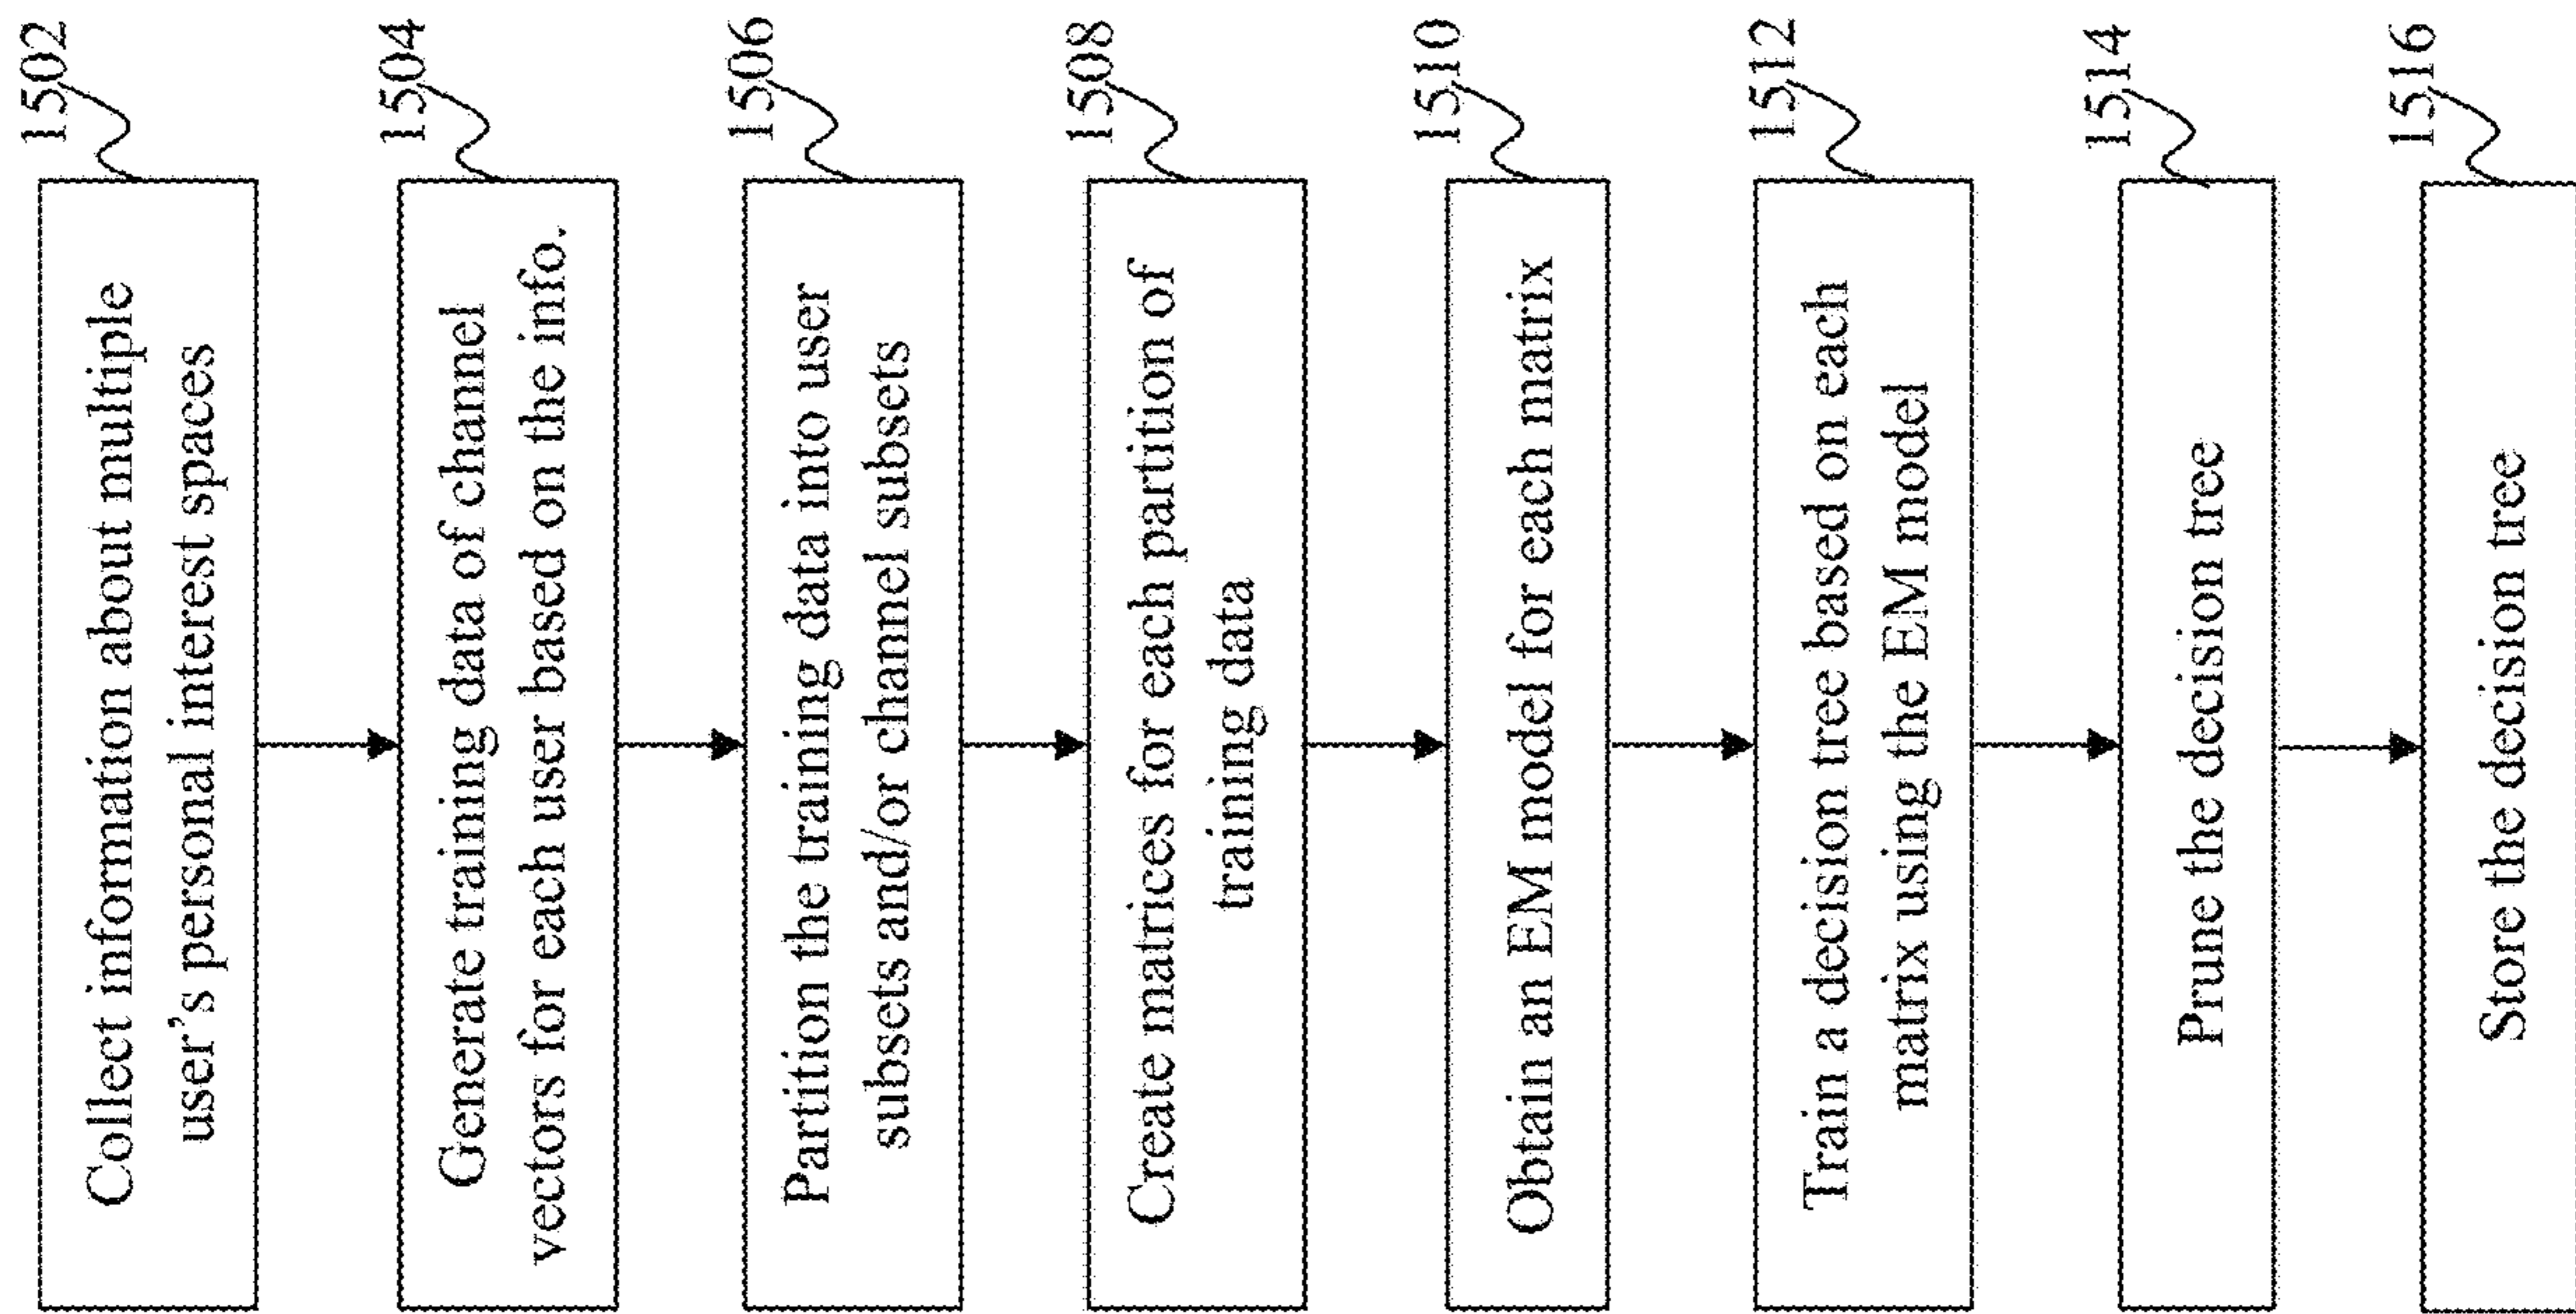 1502
Collect information about multiple
user's personal interest spaces
1504
Generate training data of channel
vectors for each user based on the info.
1506
Partition the training data into user
subsets and/or channel subsets
1508
Create matrices for each partition of
training data
1510
Obtain an EM model for each matrix
1512
Train a decision tree based on each
matrix using the EM model
1514
Prune the decision tree
1516
Store the decision tree